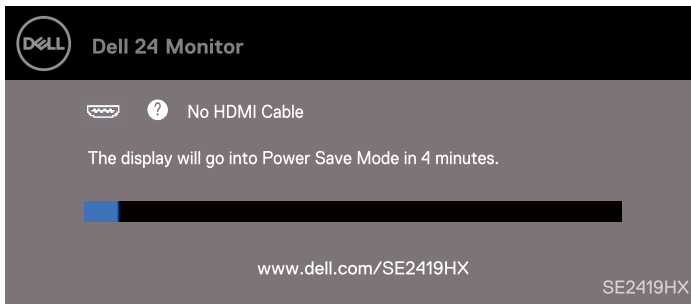 DELL
Dell 24 Monitor
? No HDMI Cable
The display will go into Power Save Mode in 4 minutes.
www.dell.com/SE2419HX
SE2419HX